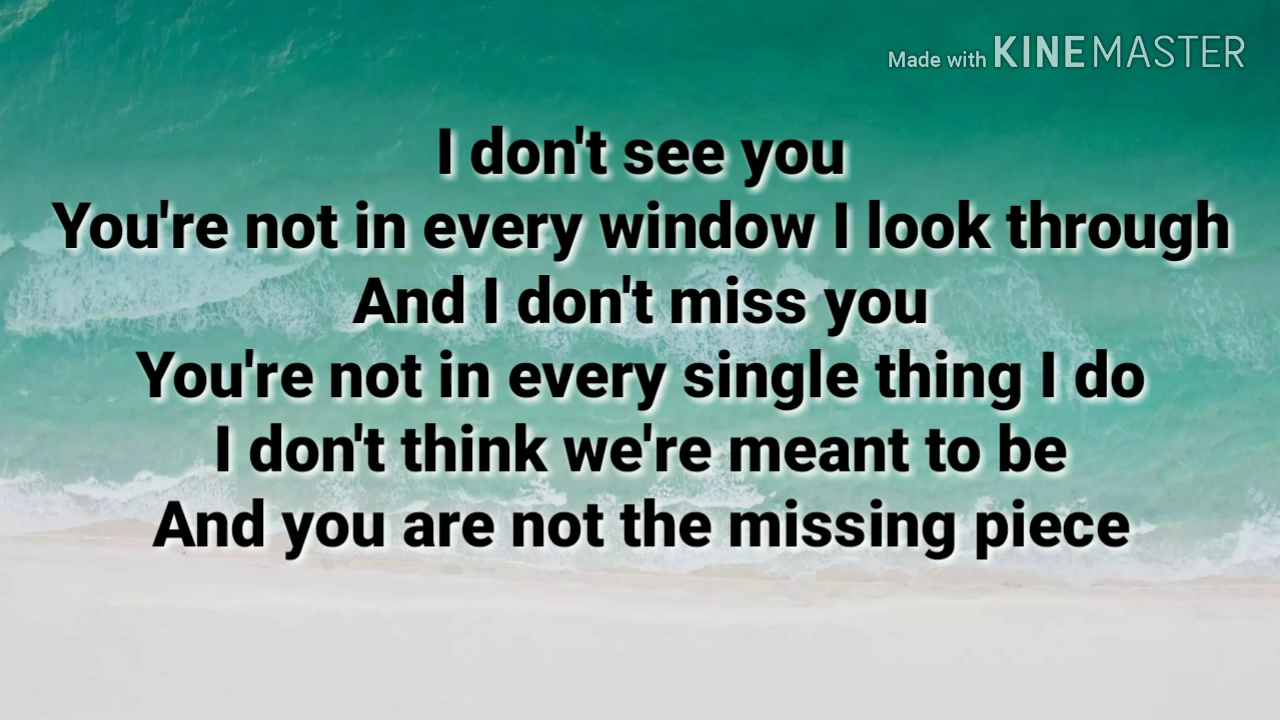 Made with KINEMASTER
I don't see you
You're not in every window I look through
And I don't miss you
You're not in every single thing I do
I don't think we're meant to be
And you are not the missing piece